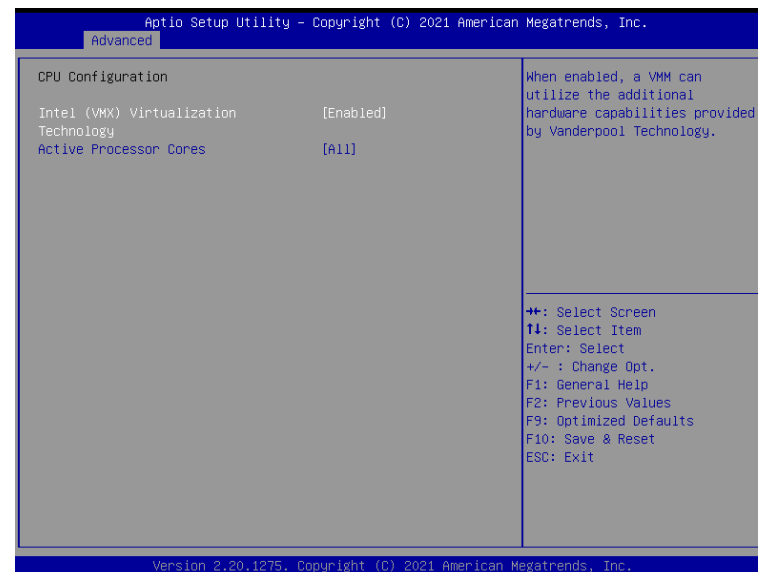 Aptio Setup Utility – Copyright (C) 2021 American Megatrends, Inc.
Advanced
CPU Configuration
Intel (VMX) Virtualization [Enabled]
Technology
Active Processor Cores [All]
When enabled, a VMM can
utilize the additional
hardware capabilities provided
by Vanderpool Technology.
→←: Select Screen
↑↓: Select Item
Enter: Select
+/- : Change Opt.
F1: General Help
F2: Previous Values
F9: Optimized Defaults
F10: Save & Reset
ESC: Exit
Version 2.20.1275. Copyright (C) 2021 American Megatrends, Inc.